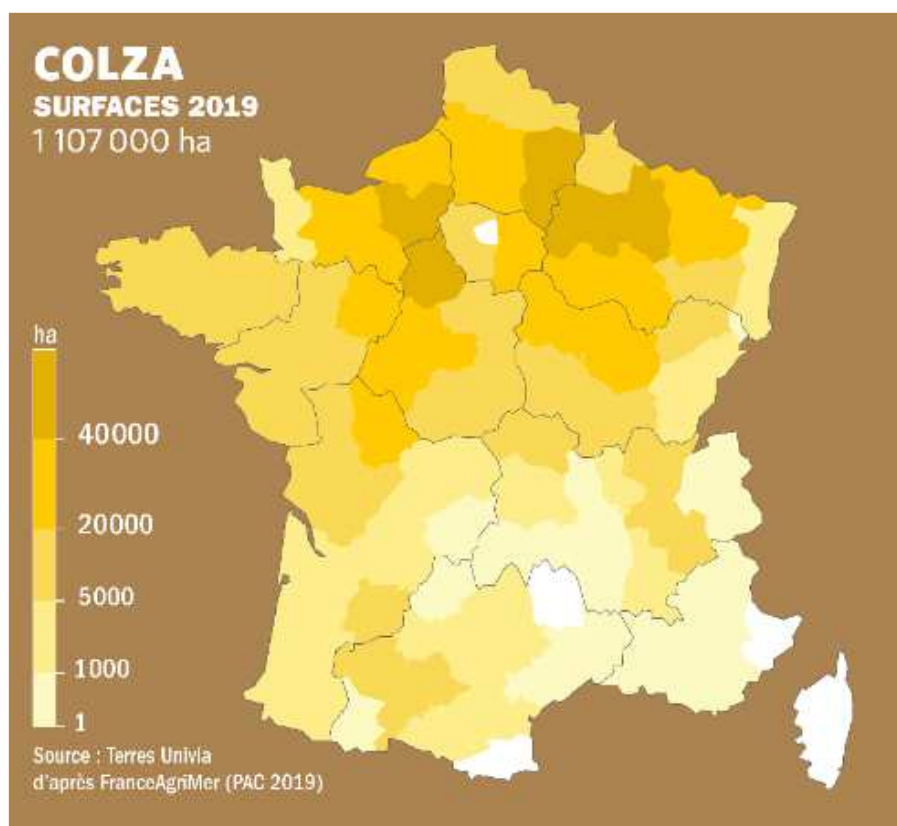 COLZA
SURFACES 2019
1 107 000 ha
ha
40000
20000
5000
1000
1
Source : Terres Univia
d'après FranceAgriMer (PAC 2019)